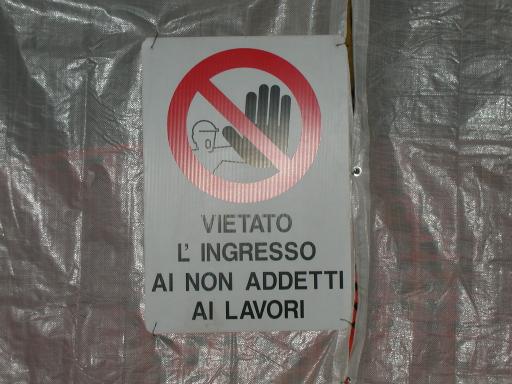 VIETATO
L' INGRESSO
AI NON ADDETTI
AI LAVORI